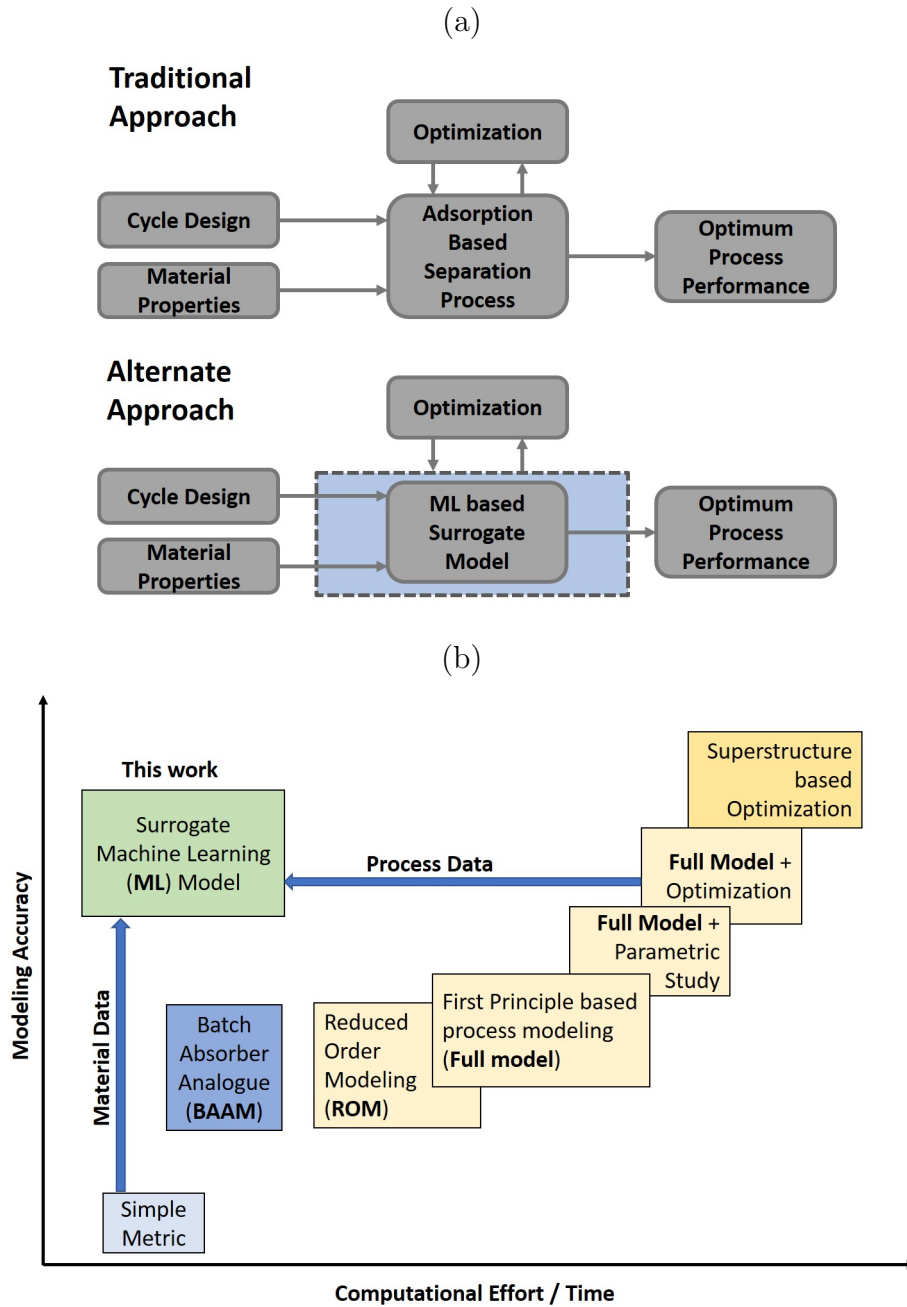 (a)
Traditional
Approach
Optimization
Cycle Design
Material
Properties
Adsorption
Based
Separation
Process
Optimum
Process
Performance
Alternate
Approach
Optimization
Cycle Design
Material
Properties
ML based
Surrogate
Model
Optimum
Process
Performance
(b)
Modeling Accuracy
Superstructure
based
Optimization
This work
Surrogate
Machine Learning
(ML) Model
Process Data
Full Model +
Optimization
Full Model +
Parametric
Study
Material Data
Batch
Absorber
Analogue
(BAAM)
Reduced
Order
Modeling
(ROM)
First Principle based
process modeling
(Full model)
Simple
Metric
Computational Effort / Time